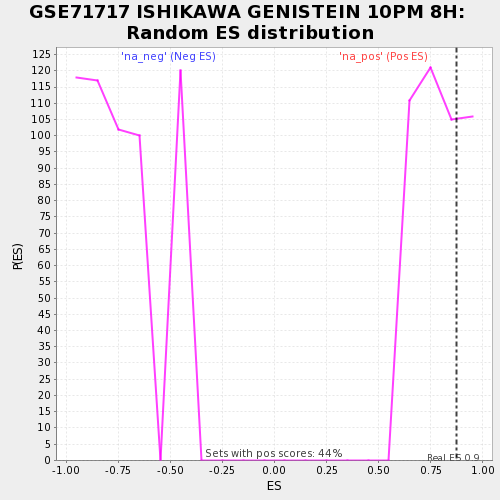 GSE71717 ISHIKAWA GENISTEIN 10PM 8H:
Random ES distribution
'na_neg' (Neg ES)
'na_pos' (Pos ES)
125
120
115
110
105
100
95
90
85
80
75
70
65
60
55
50
45
40
35
30
25
20
15
10
5
0
P(ES)
Sets with pos scores: 44%
Real ES 0.9
-1.00 -0.75 -0.50 -0.25 0.00 0.25 0.50 0.75 1.00
ES